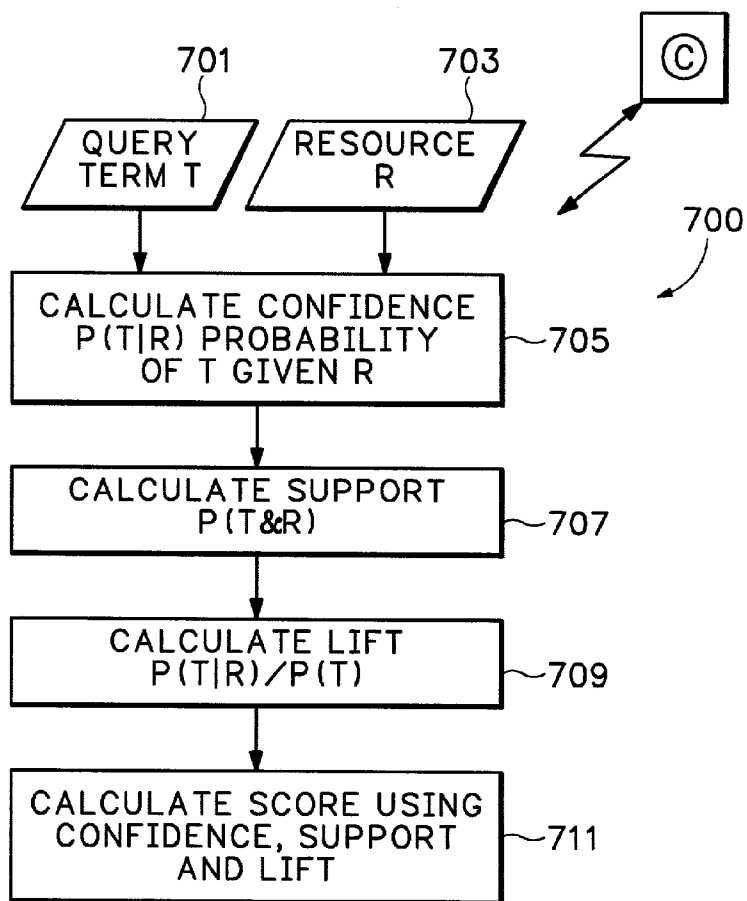 701
703
©
QUERY
TERM T
RESOURCE
R
700
CALCULATE CONFIDENCE
P(T|R) PROBABILITY
OF T GIVEN R
705
CALCULATE SUPPORT
P(T&R)
707
CALCULATE LIFT
P(T|R)/P(T)
709
CALCULATE SCORE USING
CONFIDENCE, SUPPORT
AND LIFT
711